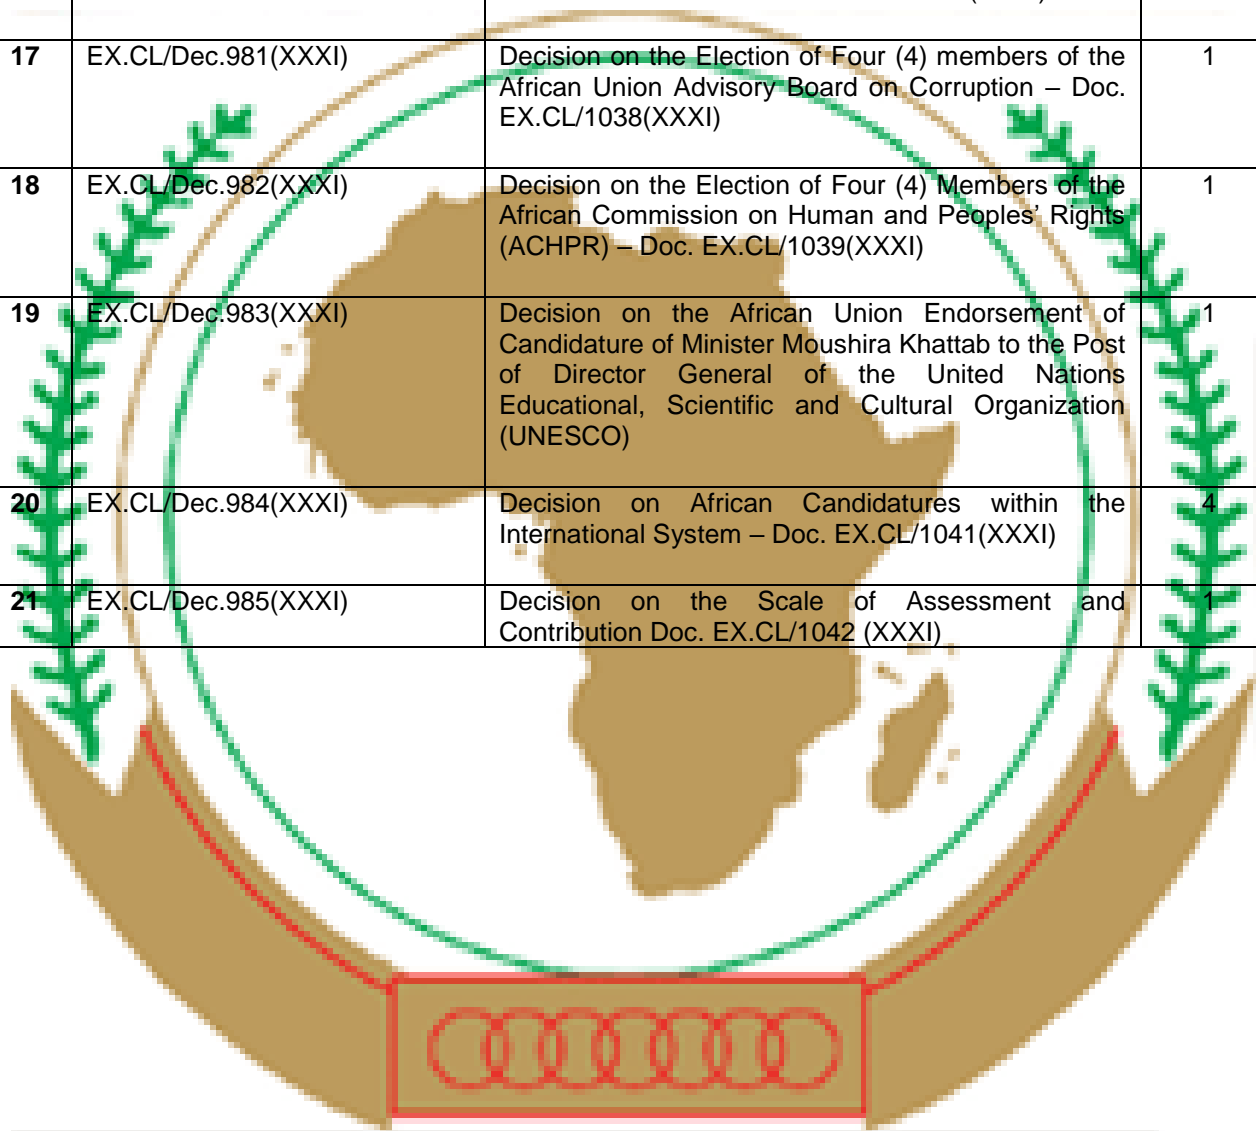 17 EX.CL/Dec.981(XXXI) Decision on the Election of Four (4) members of the 1
African Union Advisory Board on Corruption – Doc.
EX.CL/1038(XXXI)
18 EX.CL/Dec.982(XXXI) Decision on the Election of Four (4) Members of the 1
African Commission on Human and Peoples’ Rights
(ACHPR) – Doc. EX.CL/1039(XXXI)
19 EX.CL/Dec.983(XXXI) Decision on the African Union Endorsement of 1
Candidature of Minister Moushira Khattab to the Post
of Director General of the United Nations
Educational, Scientific and Cultural Organization
(UNESCO)
20 EX.CL/Dec.984(XXXI) Decision on African Candidatures within the 4
International System – Doc. EX.CL/1041(XXXI)
21 EX.CL/Dec.985(XXXI) Decision on the Scale of Assessment and 1
Contribution Doc. EX.CL/1042 (XXXI)